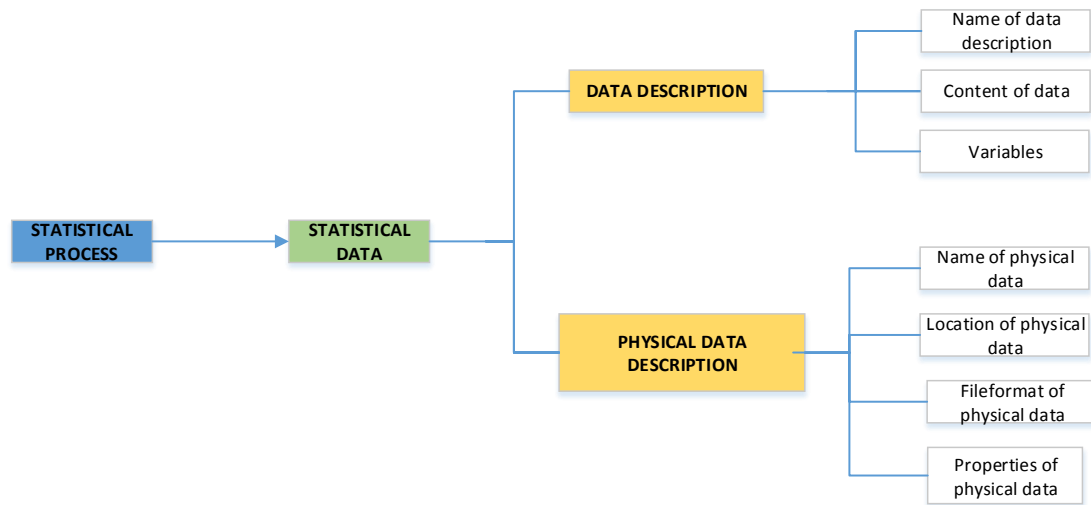 STATISTICAL
PROCESS
STATISTICAL
DATA
DATA DESCRIPTION
Name of data
description
Content of data
Variables
PHYSICAL DATA
DESCRIPTION
Name of physical
data
Location of physical
data
Fileformat of
physical data
Properties of
physical data